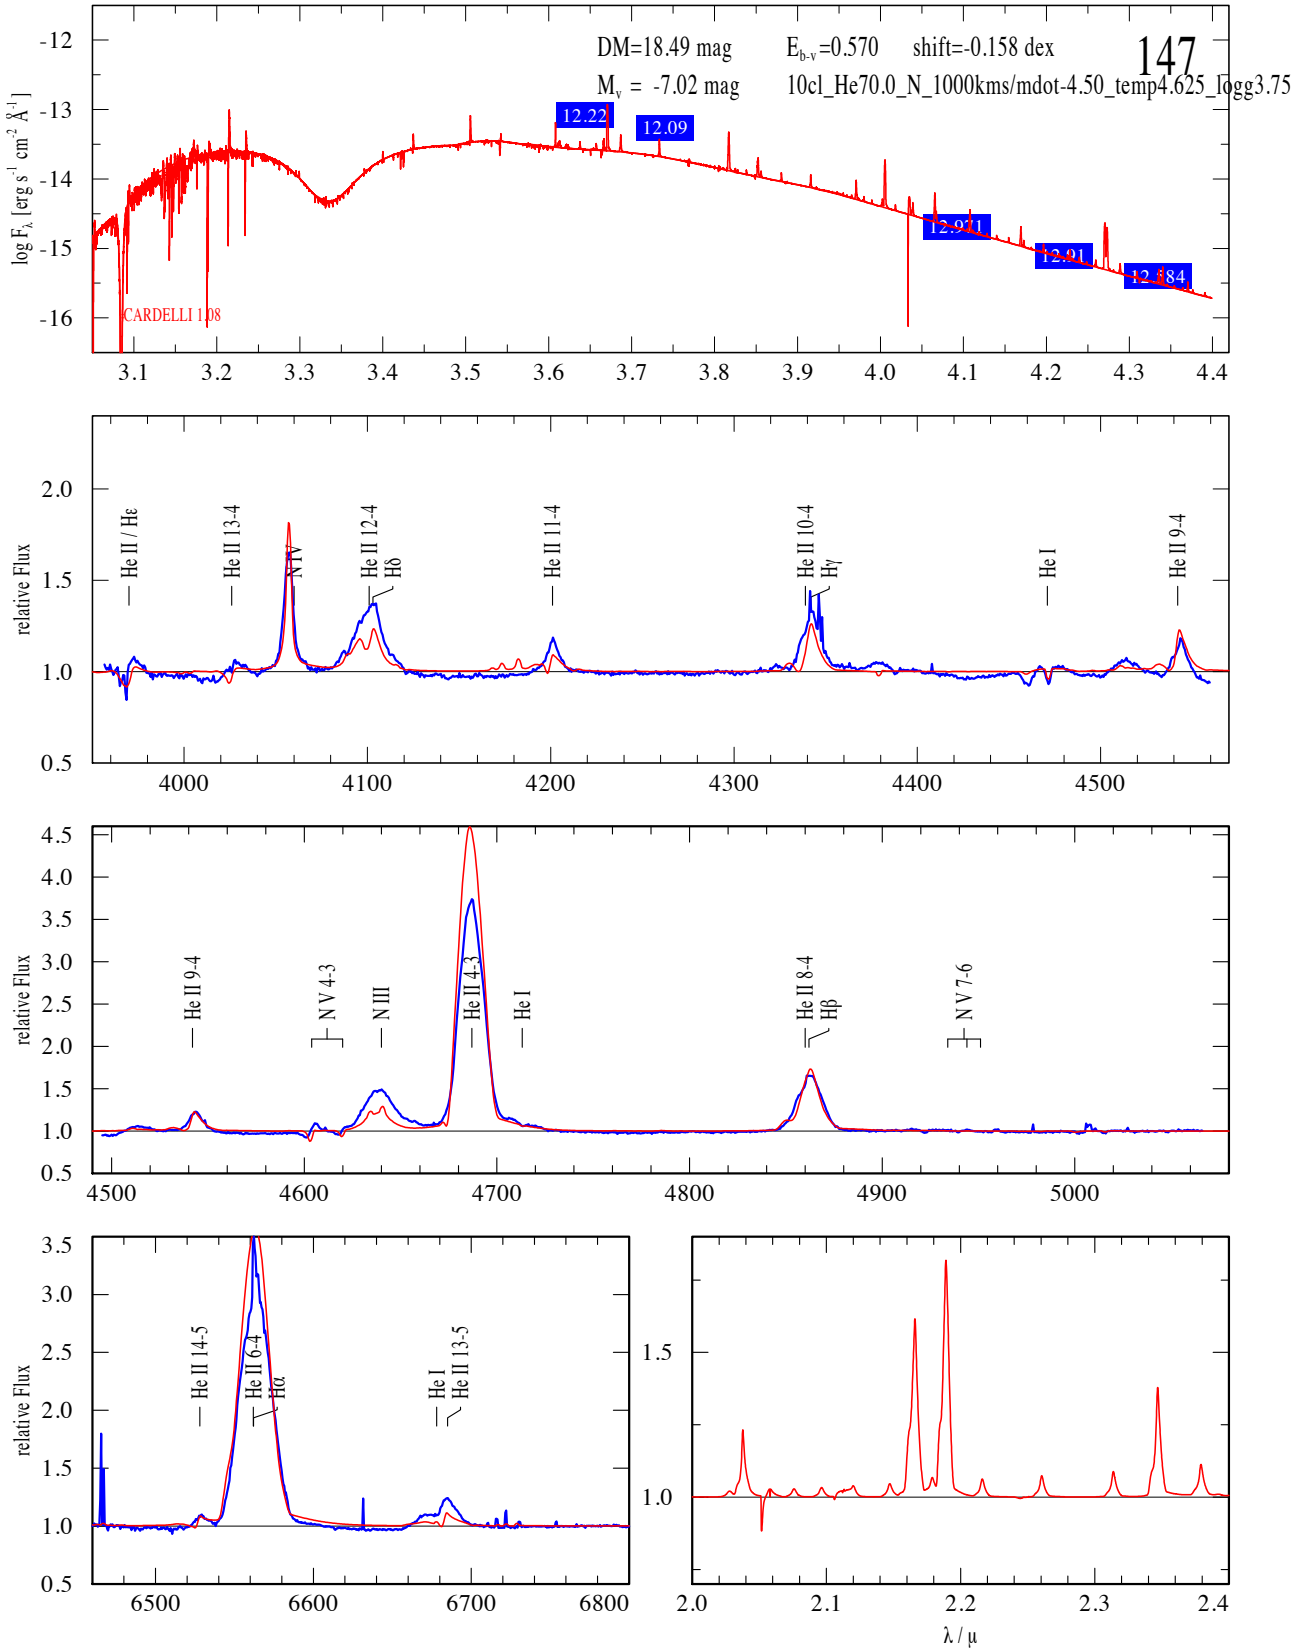 DM=18.49 mag E_b-v=0.570 shift=-0.158 dex 147
M_v = -7.02 mag 10cl_He70.0_N_1000kms/mdot-4.50_temp4.625_logg3.75
log F_λ [erg s⁻¹ cm⁻² Å⁻¹]
-12
-13
-14
-15
-16
12.22
12.09
12.971
12.91
CARDELLI 1.08
3.1 3.2 3.3 3.4 3.5 3.6 3.7 3.8 3.9 4.0 4.1 4.2 4.3 4.4
relative Flux
2.0
1.5
1.0
0.5
He II / Hε
He II 13-4
N IV
He II 12-4
Hδ
He II 11-4
He II 10-4
Hγ
He I
He II 9-4
4000 4100 4200 4300 4400 4500
relative Flux
4.5
4.0
3.5
3.0
2.5
2.0
1.5
1.0
0.5
He II 9-4
N V 4-3
N III
He II 4-3
He I
He II 8-4
Hβ
N V 7-6
4500 4600 4700 4800 4900 5000
relative Flux
3.5
3.0
2.5
2.0
1.5
1.0
0.5
He II 14-5
He II 6-4
Hα
He I
He II 13-5
6500 6600 6700 6800
1.5
1.0
2.0 2.1 2.2 2.3 2.4
λ / μ